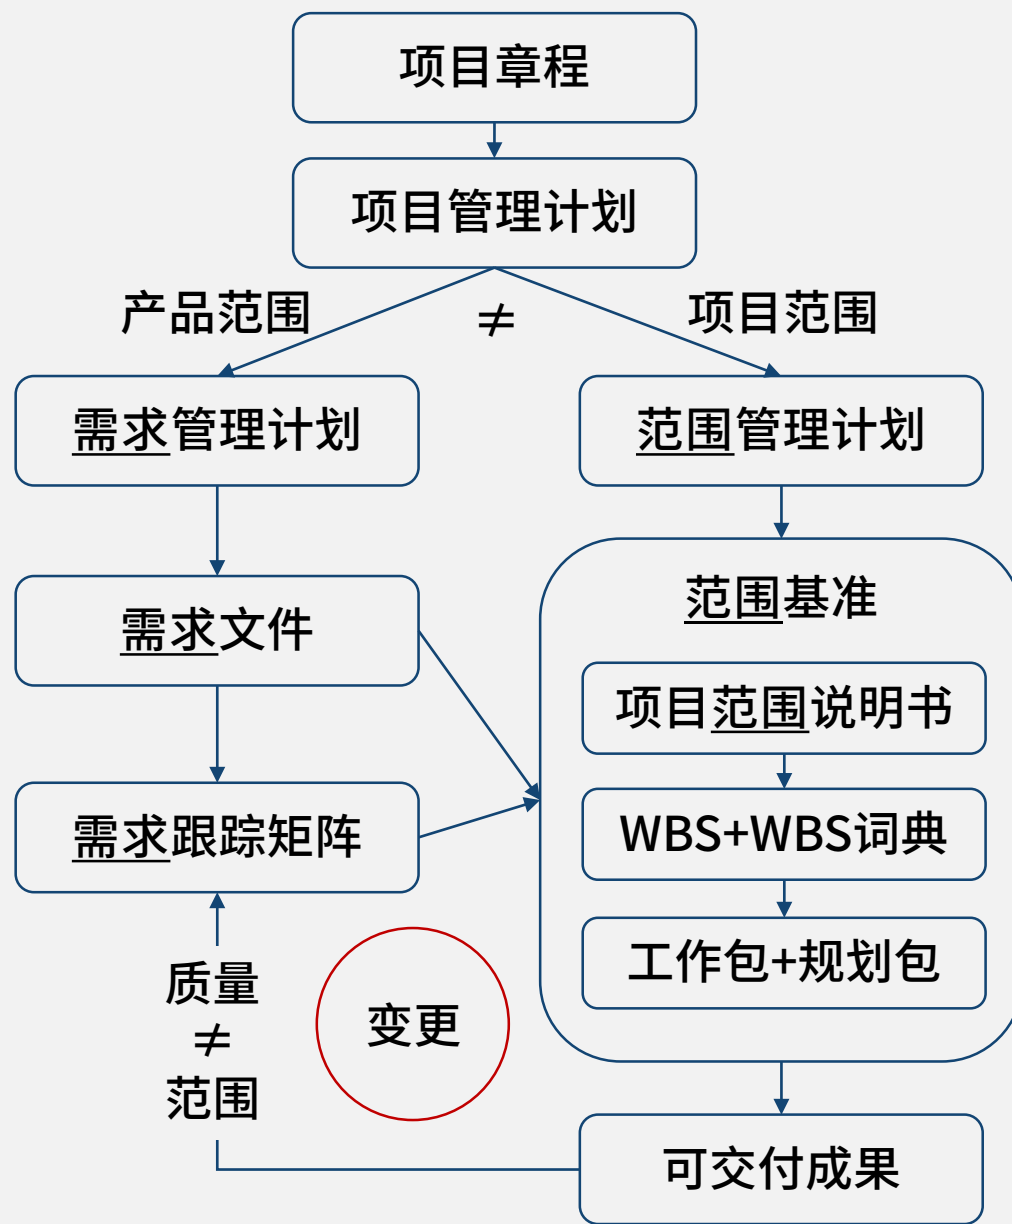 项目章程
项目管理计划
产品范围
≠
项目范围
需求管理计划
范围管理计划
需求文件
范围基准
项目范围说明书
需求跟踪矩阵
WBS+WBS词典
工作包+规划包
质量
≠
范围
变更
可交付成果